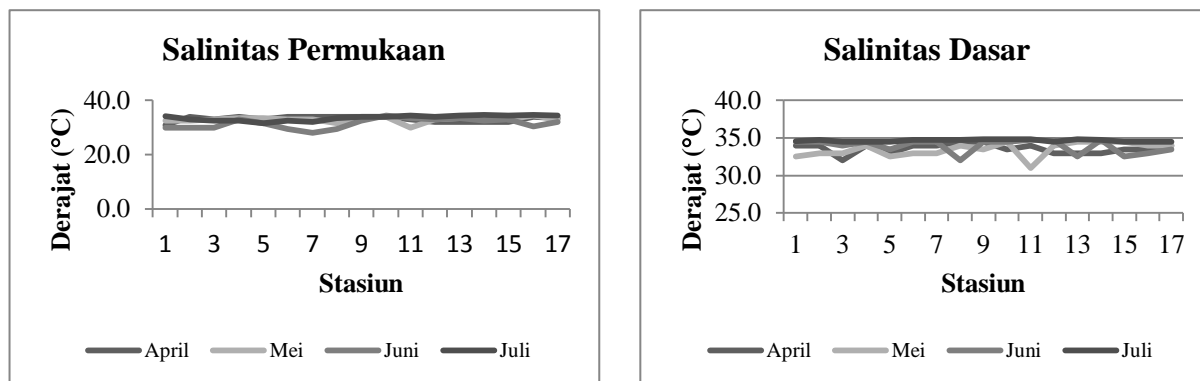 Salinitas Permukaan
40.0
20.0
0.0
Derajat (°C)
1 3 5 7 9 11 13 15 17
Stasiun
April Mei Juni Juli
Salinitas Dasar
40.0
35.0
30.0
25.0
Derajat (°C)
1 3 5 7 9 11 13 15 17
Stasiun
April Mei Juni Juli